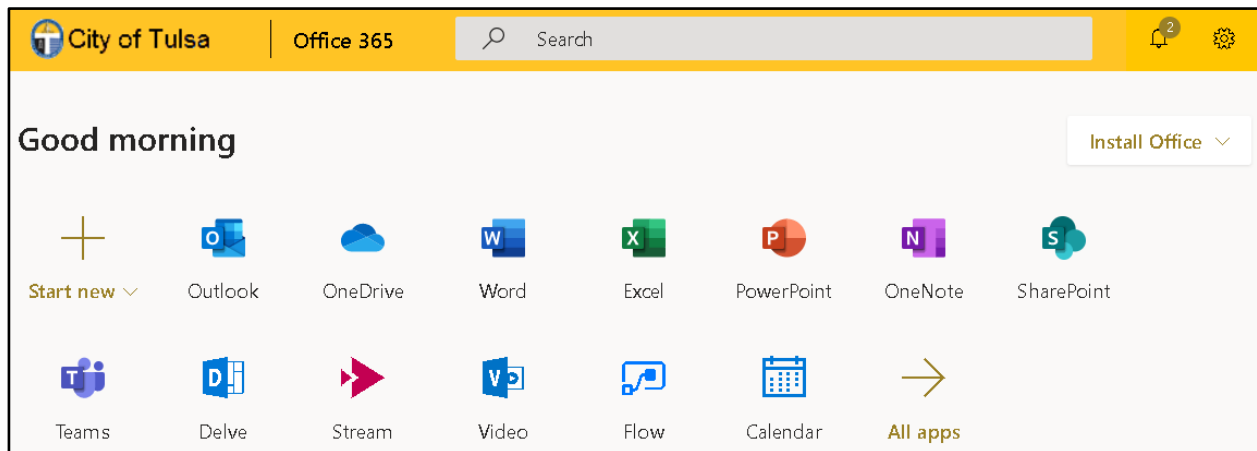 City of Tulsa Office 365 Search 2
Good morning
Install Office
Start new Outlook OneDrive Word Excel PowerPoint OneNote SharePoint
Teams Delve Stream Video Flow Calendar All apps